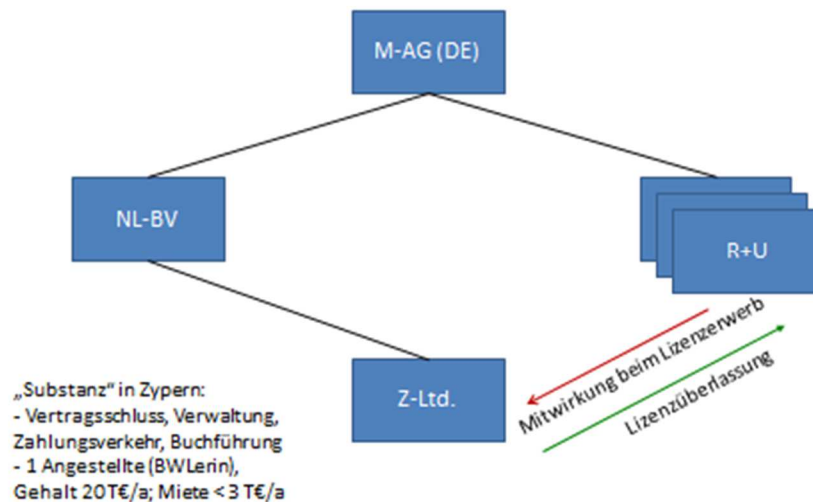 M-AG (DE)
NL-BV
R+U
Mitwirkung beim Lizenzerwerb
Lizenzüberlassung
Z-Ltd.
„Substanz“ in Zypern:
- Vertragsschluss, Verwaltung,
Zahlungsverkehr, Buchführung
- 1 Angestellte (BWLerin),
Gehalt 20T€/a; Miete < 3 T€/a